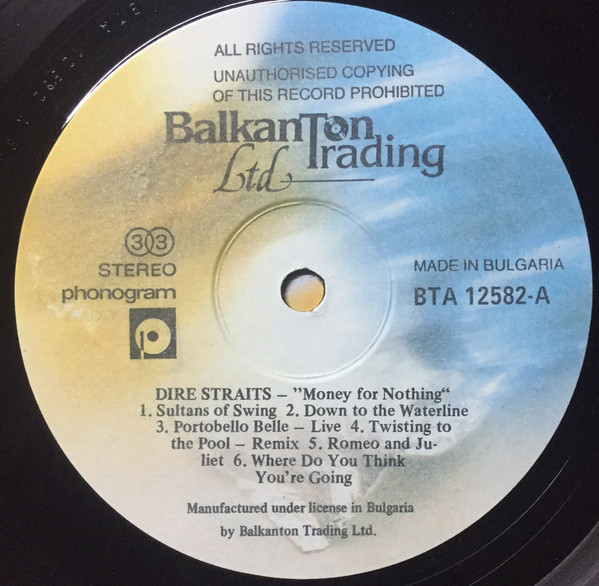 ALL RIGHTS RESERVED
UNAUTHORISED COPYING
OF THIS RECORD PROHIBITED
BalkanTon
Trading
Ltd
33
STEREO
phonogram
P
MADE IN BULGARIA
BTA 12582-A
DIRE STRAITS – ”Money for Nothing“
1. Sultans of Swing 2. Down to the Waterline
3. Portobello Belle – Live 4. Twisting to
the Pool – Remix 5. Romeo and Ju-
liet 6. Where Do You Think
You're Going
Manufactured under license in Bulgaria
by Balkanton Trading Ltd.